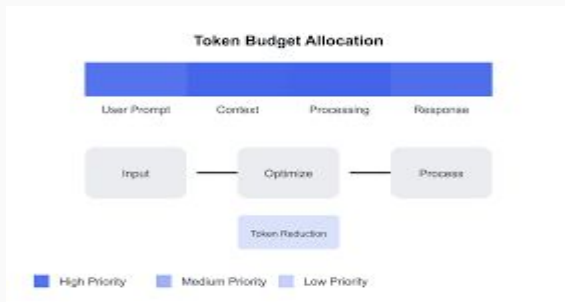 Token Budget Allocation
User Prompt Context Processing Response
Input Optimize Process
Token Reduction
High Priority Medium Priority Low Priority